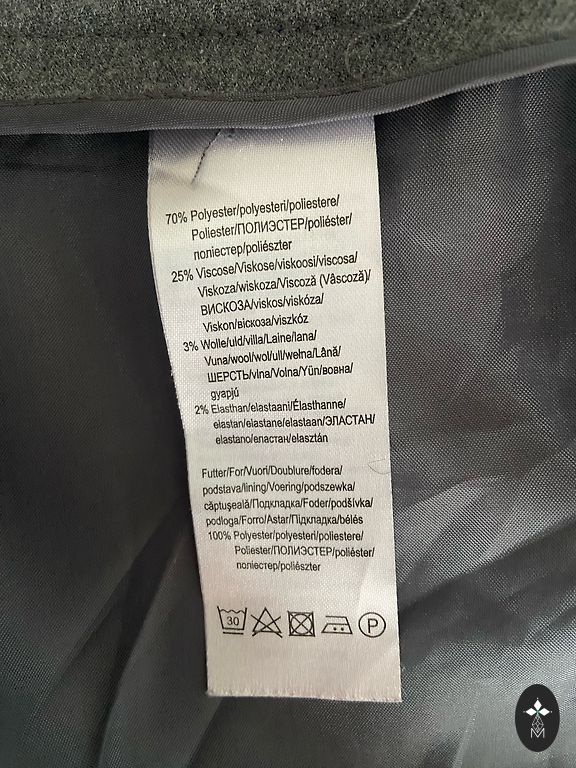 70% Polyester/polyesteri/poliestere/
Poliester/ПОЛИЭСТЕР/poliéster/
поліестер/poliészter
25% Viscose/Viskose/viskoosi/viscosa/
Viskoza/wiskoza/Viscoză (Vâscoză)/
ВИСКОЗА/viskos/viskóza/
Viskon/віскоза/viszkóz
3% Wolle/uld/villa/Laine/lana/
Vuna/wool/wol/ull/wełna/Lână/
ШЕРСТЬ/vlna/Volna/Yün/вовна/
gyapjú
2% Elasthan/elastaani/Élasthanne/
elastan/elastane/elastaan/ЭЛАСТАН/
elastano/еластан/elasztán
Futter/For/Vuori/Doublure/fodera/
podstava/lining/Voering/podszewka/
căptuşeală/Подкладка/Foder/podšívka/
podloga/Forro/Astar/Підкладка/bélés
100% Polyester/polyesteri/poliestere/
Poliester/ПОЛИЭСТЕР/poliéster/
поліестер/poliészter
30 P
M